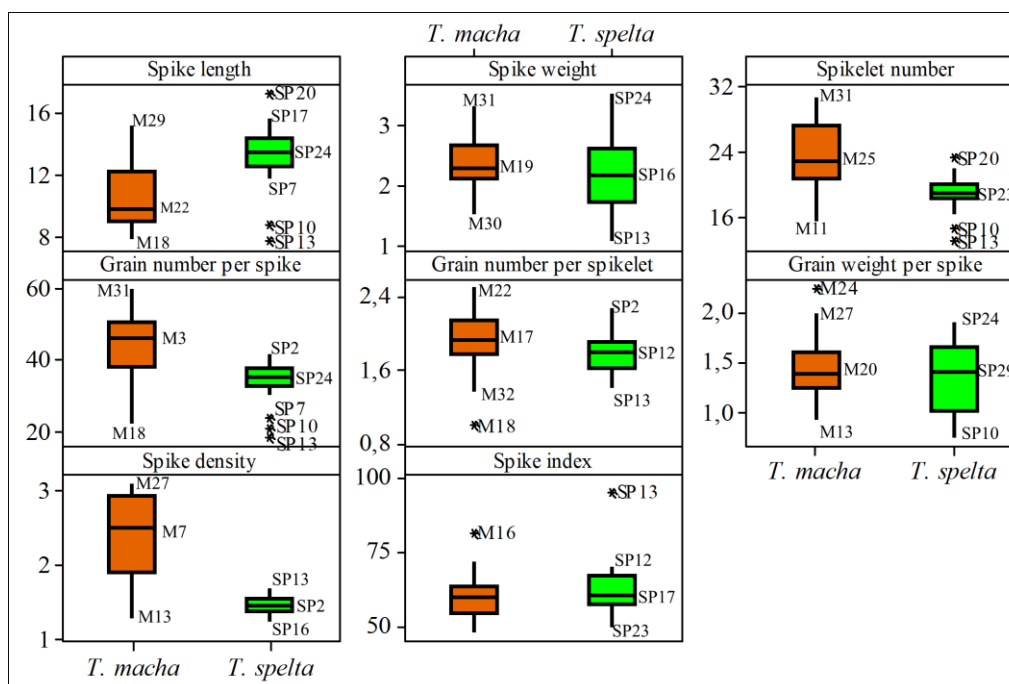 T. macha T. spelta
Spike length Spike weight Spikelet number
16
12
8
M29
M22
M18
*SP20
SP17
SP24
SP7
*SP10
*SP13
3
2
1
M31
M19
M30
SP24
SP16
SP13
32
24
16
M31
M25
M11
*SP20
SP23
*SP10
*SP13
Grain number per spike Grain number per spikelet Grain weight per spike
60
40
20
M31
M3
M18
SP2
SP24
*SP7
*SP10
*SP13
2,4
1,6
0,8
M22
M17
M32
*M18
SP2
SP12
SP13
2,0
1,5
1,0
*M24
M27
M20
M13
SP24
SP29
SP10
Spike density Spike index
T. macha T. spelta
3
2
1
M27
M7
M13
SP13
SP2
SP16
100
75
50
*M16
*SP13
SP12
SP17
SP23
T. macha T. spelta